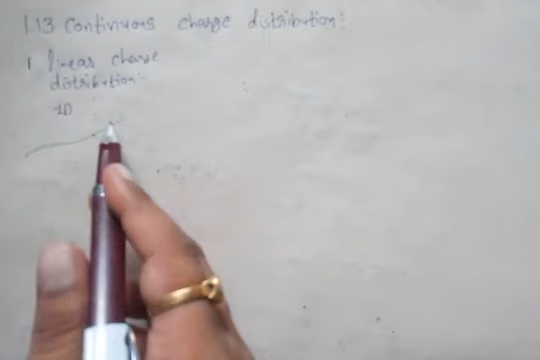 1.13 Continuous charge distribution:
1 linear charge
distribution:
1D